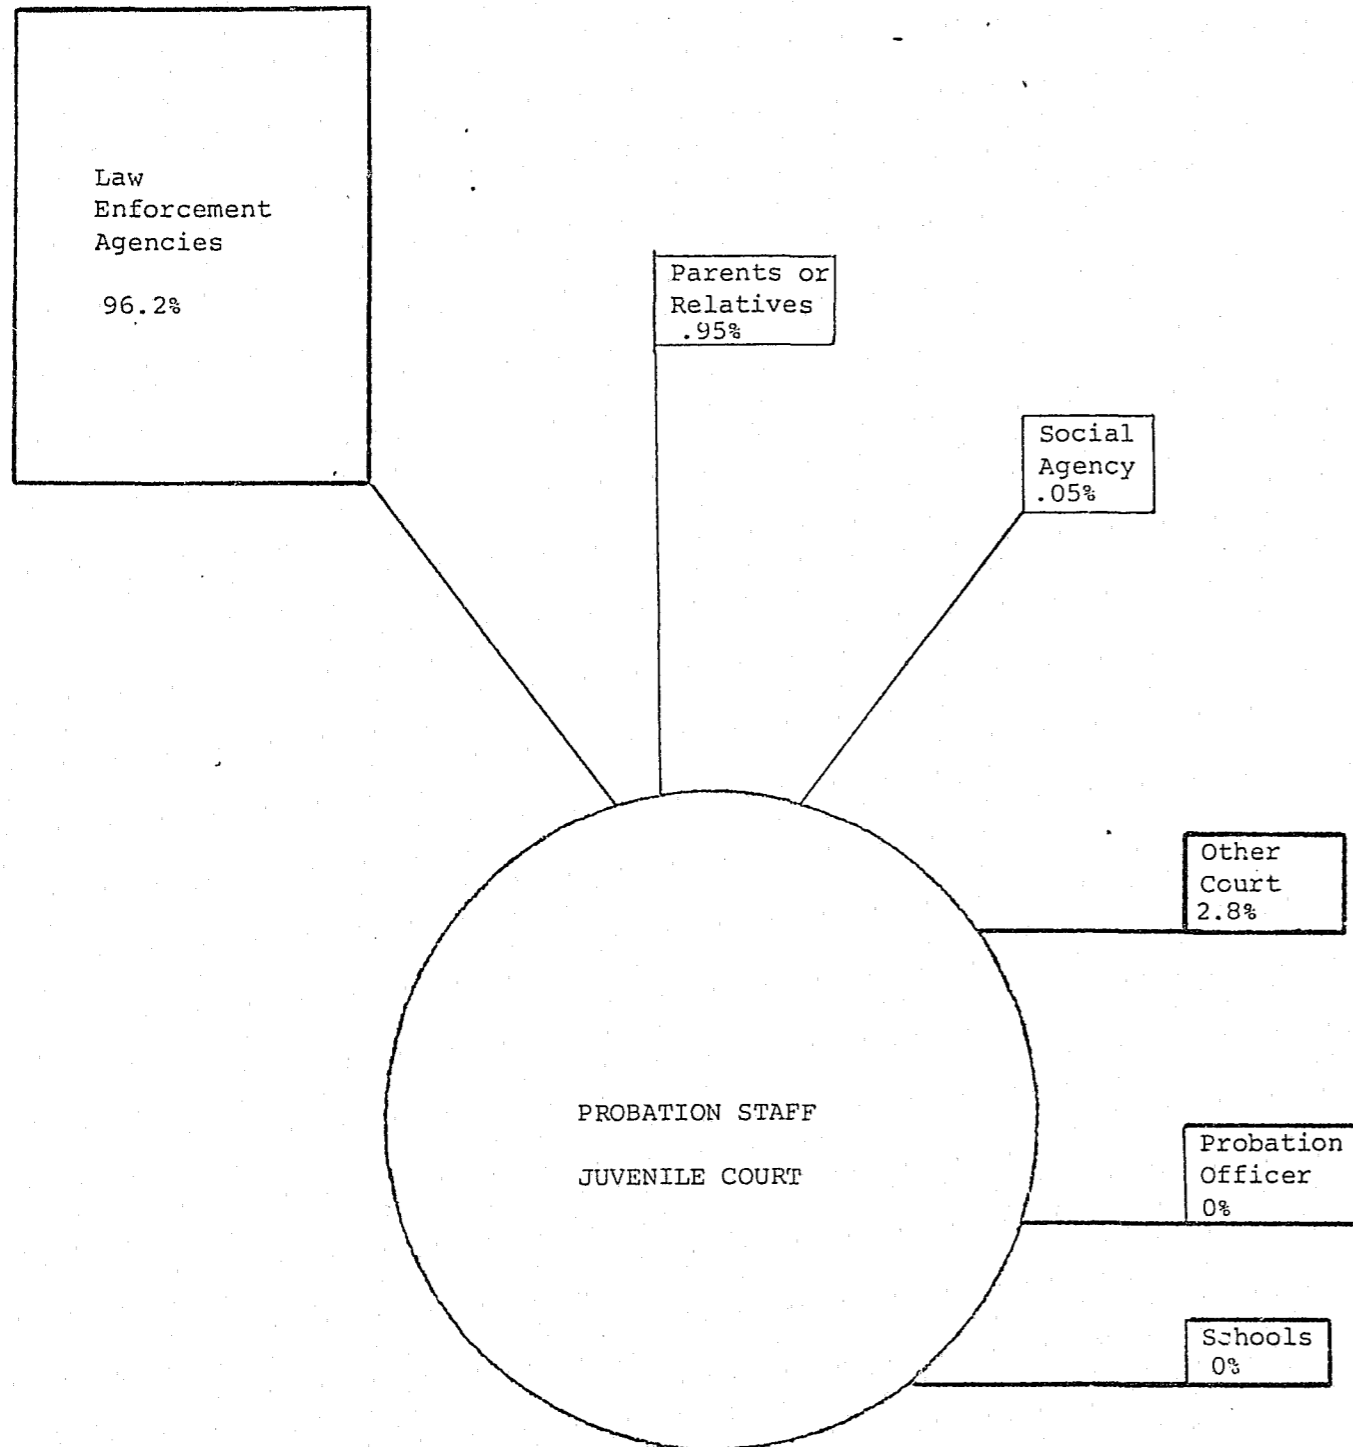 Law
Enforcement
Agencies
96.2%
Parents or
Relatives
.95%
Social
Agency
.05%
Other
Court
2.8%
PROBATION STAFF
JUVENILE COURT
Probation
Officer
0%
Schools
0%